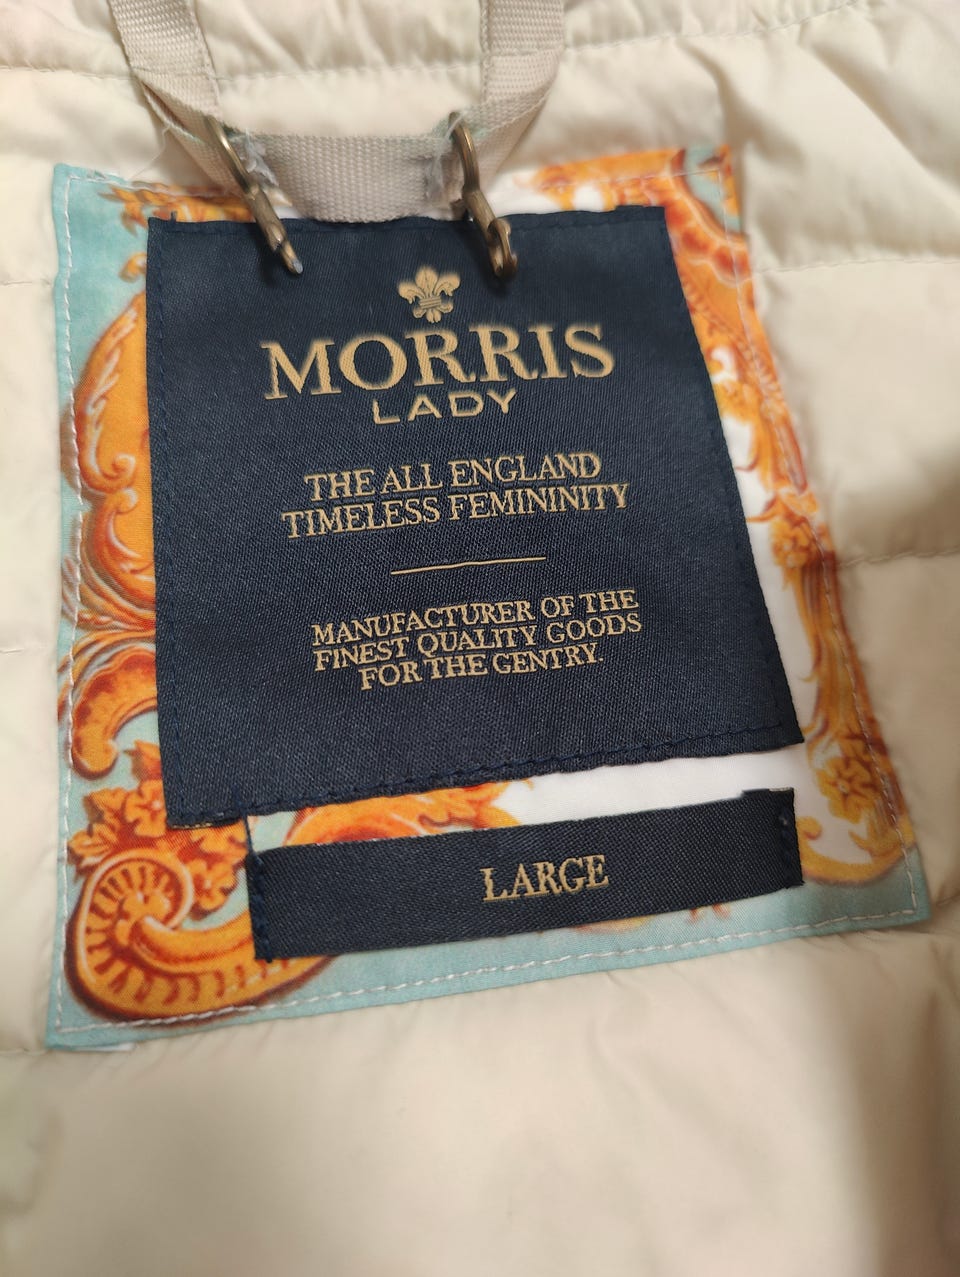 MORRIS
LADY
THE ALL ENGLAND
TIMELESS FEMININITY
MANUFACTURER OF THE
FINEST QUALITY GOODS
FOR THE GENTRY.
LARGE